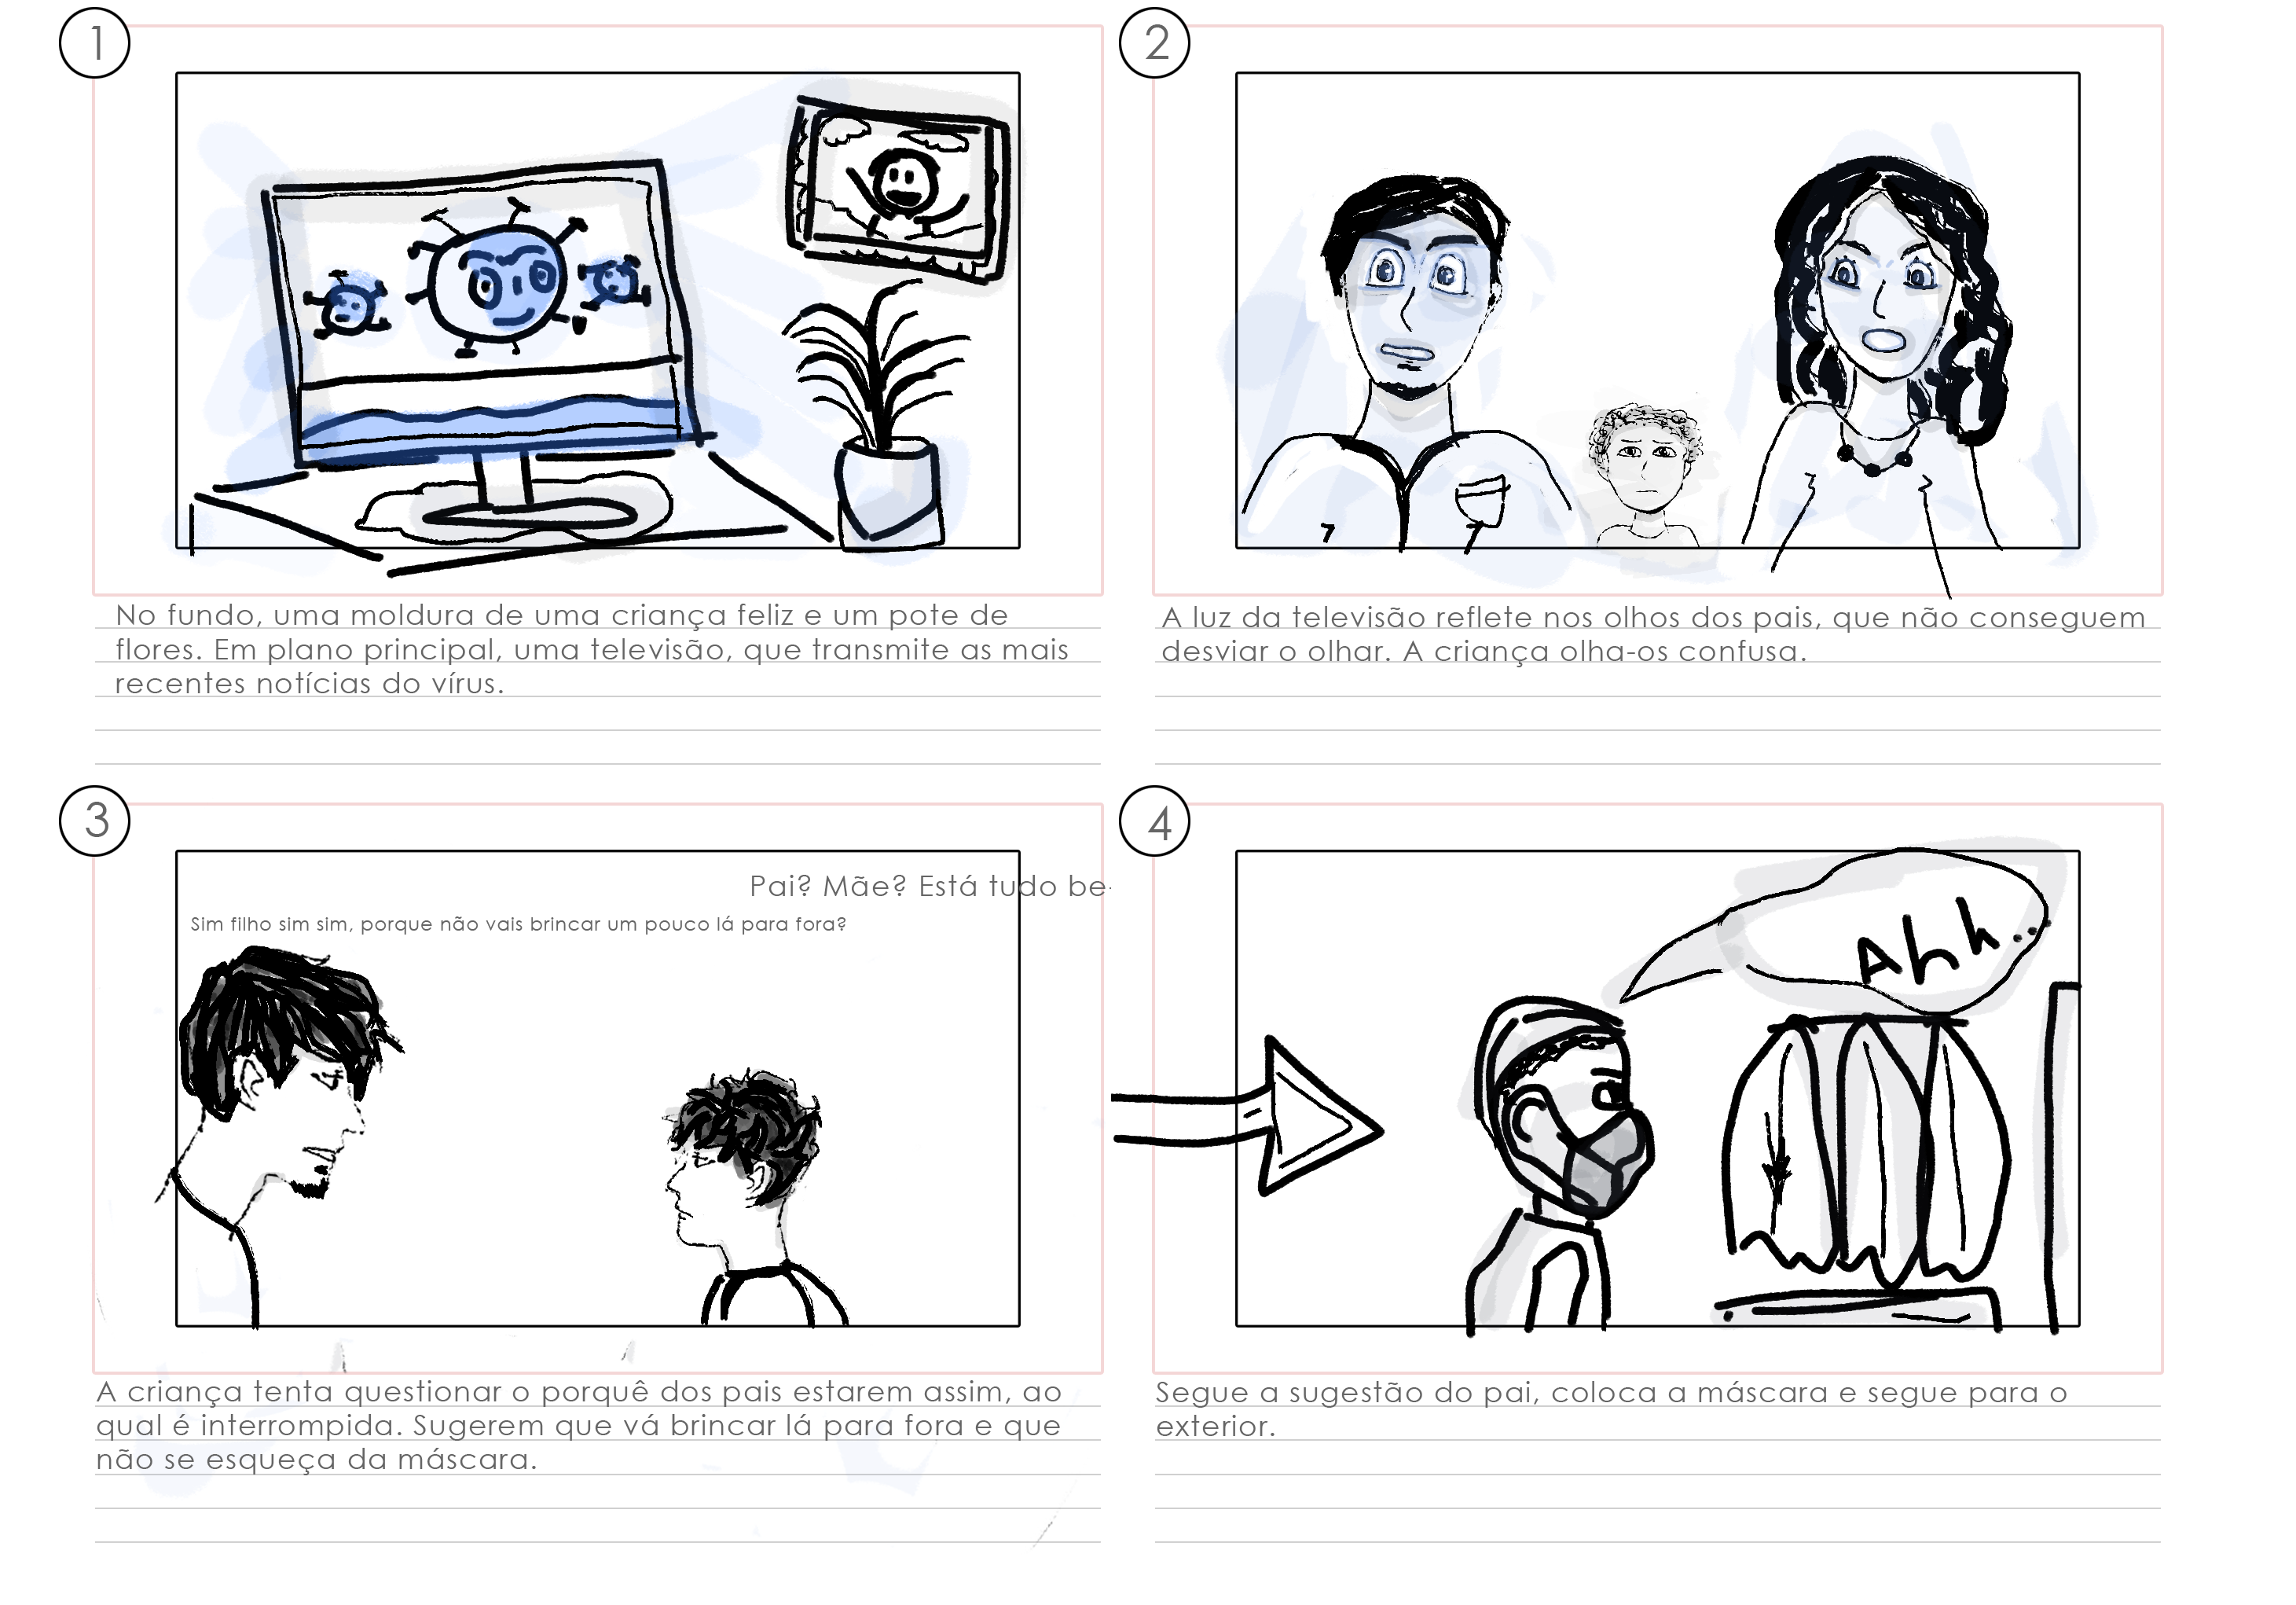 1
No fundo, uma moldura de uma criança feliz e um pote de
flores. Em plano principal, uma televisão, que transmite as mais
recentes notícias do vírus.
2
A luz da televisão reflete nos olhos dos pais, que não conseguem
desviar o olhar. A criança olha-os confusa.
3
Pai? Mãe? Está tudo be-
Sim filho sim sim, porque não vais brincar um pouco lá para fora?
A criança tenta questionar o porquê dos pais estarem assim, ao
qual é interrompida. Sugerem que vá brincar lá para fora e que
não se esqueça da máscara.
4
Ahh...
Segue a sugestão do pai, coloca a máscara e segue para o
exterior.